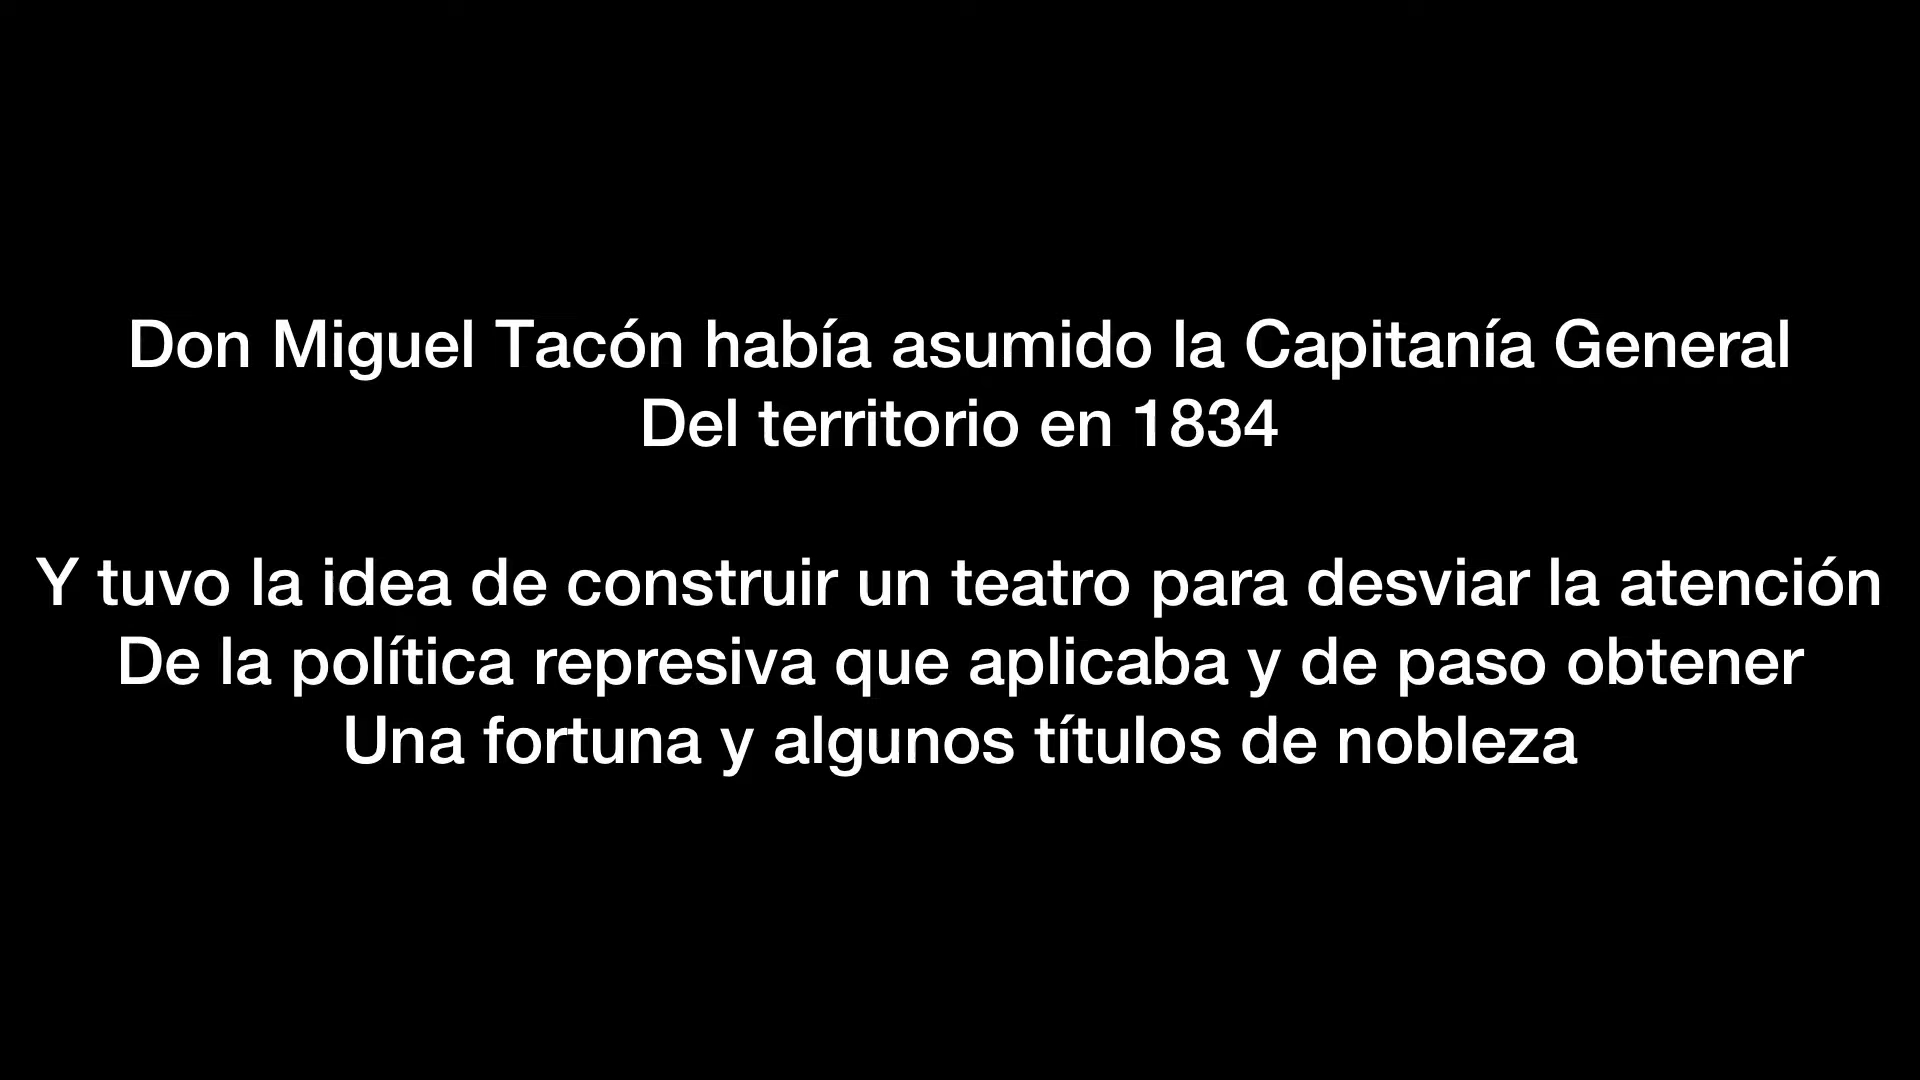 Don Miguel Tacón había asumido la Capitanía General
Del territorio en 1834
Y tuvo la idea de construir un teatro para desviar la atención
De la política represiva que aplicaba y de paso obtener
Una fortuna y algunos títulos de nobleza